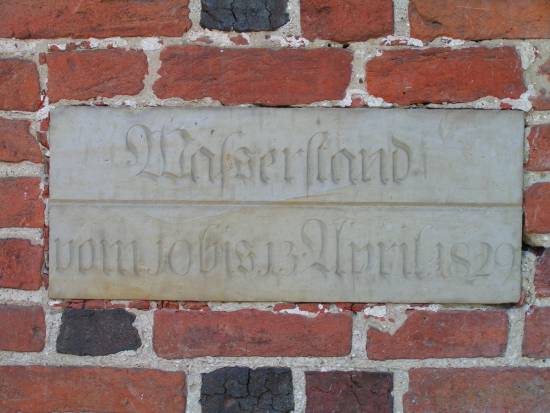 Wasserstand
vom 10 bis 13 April 1829